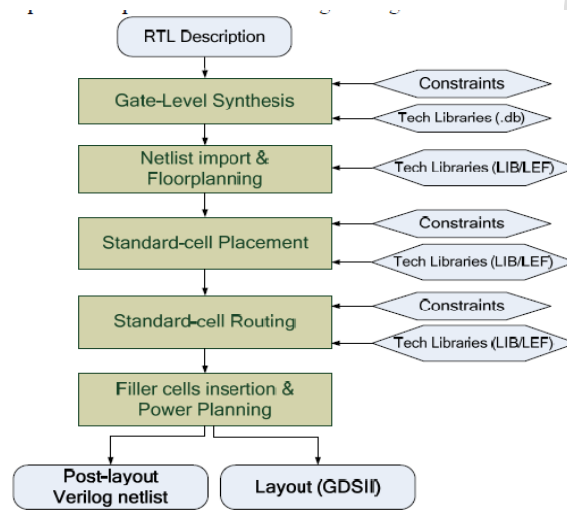 RTL Description
Constraints
Gate-Level Synthesis
Tech Libraries (.db)
Netlist import &
Floorplanning
Tech Libraries (LIB/LEF)
Constraints
Standard-cell Placement
Tech Libraries (LIB/LEF)
Constraints
Standard-cell Routing
Tech Libraries (LIB/LEF)
Filler cells insertion &
Power Planning
Post-layout
Verilog netlist
Layout (GDSII)